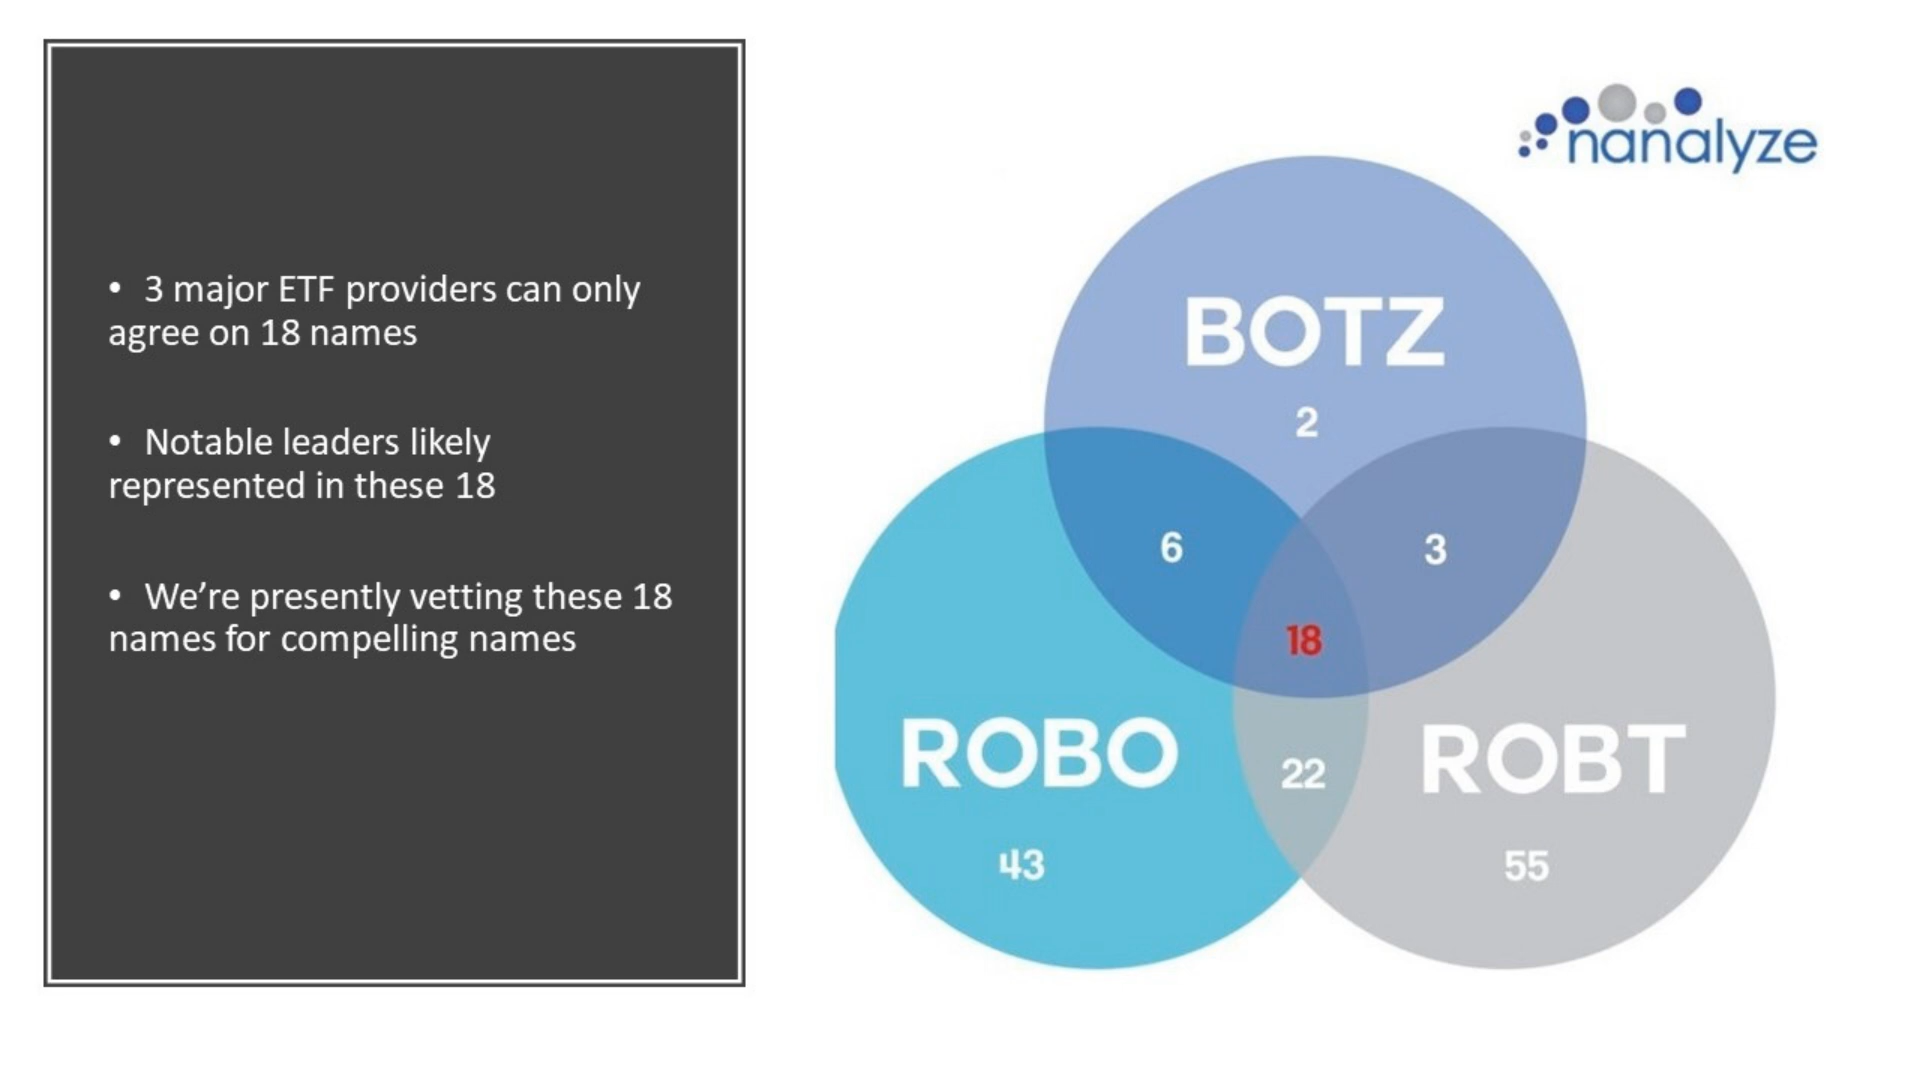 • 3 major ETF providers can only
agree on 18 names
• Notable leaders likely
represented in these 18
• We’re presently vetting these 18
names for compelling names
nanalyze
BOTZ
2
6
3
18
ROBO
ROBT
22
43
55